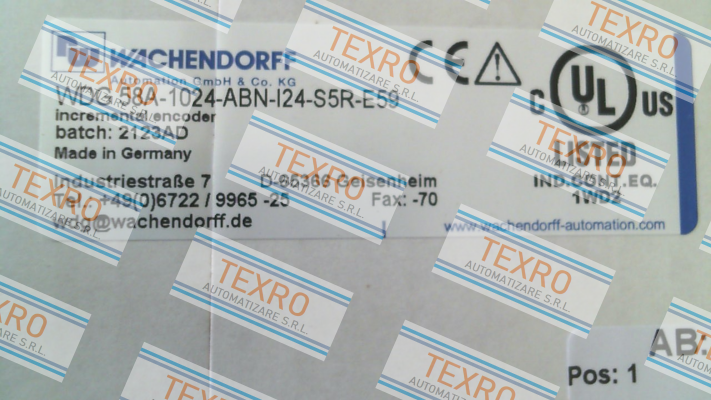 WACHENDORFF
Automation GmbH & Co. KG
WDG 58A-1024-ABN-I24-S5R-E59
incremental encoder
batch: 2123AD
Made in Germany
Industriestraße 7 D-65366 Geisenheim
Tel. +49(0)6722 / 9965 -25 Fax: -70
wdr@wachendorff.de
CE
C UL US
LISTED
IND.CONT.EQ.
1WD2
www.wachendorff-automation.com
AB:
Pos: 1
TEXRO
AUTOMATIZARE S.R.L.